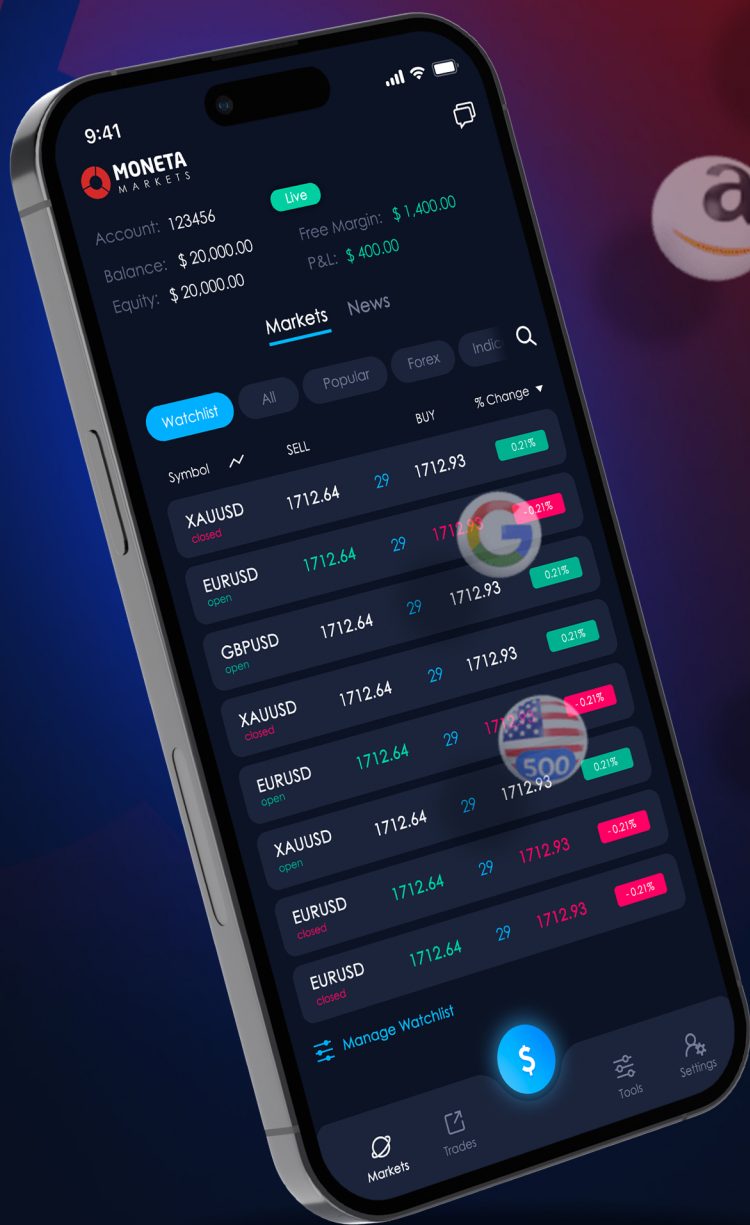 9:41
MONETA
MARKETS
Live
Account: 123456
Free Margin: $ 1,400.00
Balance: $ 20,000.00
P&L: $ 400.00
Equity: $ 20,000.00
Markets News
Watchlist All Popular Forex
Symbol SELL BUY % Change ▼
XAUUSD 1712.64 29 1712.93 0.21%
closed
EURUSD 1712.64 29 1712.93 - 0.21%
open
GBPUSD 1712.64 29 1712.93 0.21%
open
XAUUSD 1712.64 29 1712.93 0.21%
closed
EURUSD 1712.64 29 - 0.21%
open
XAUUSD 1712.64 29 1712.93 0.21%
open
EURUSD 1712.64 29 1712.93 - 0.21%
closed
EURUSD 1712.64 29 1712.93 - 0.21%
closed
Manage Watchlist
$
Markets Trades Tools Settings
a
G
500